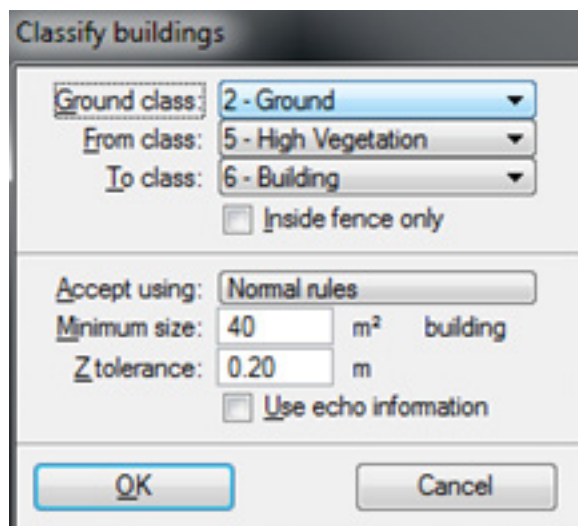 Classify buildings
Ground class: 2 - Ground
From class: 5 - High Vegetation
To class: 6 - Building
Inside fence only
Accept using: Normal rules
Minimum size: 40 m² building
Z tolerance: 0.20 m
Use echo information
OK Cancel